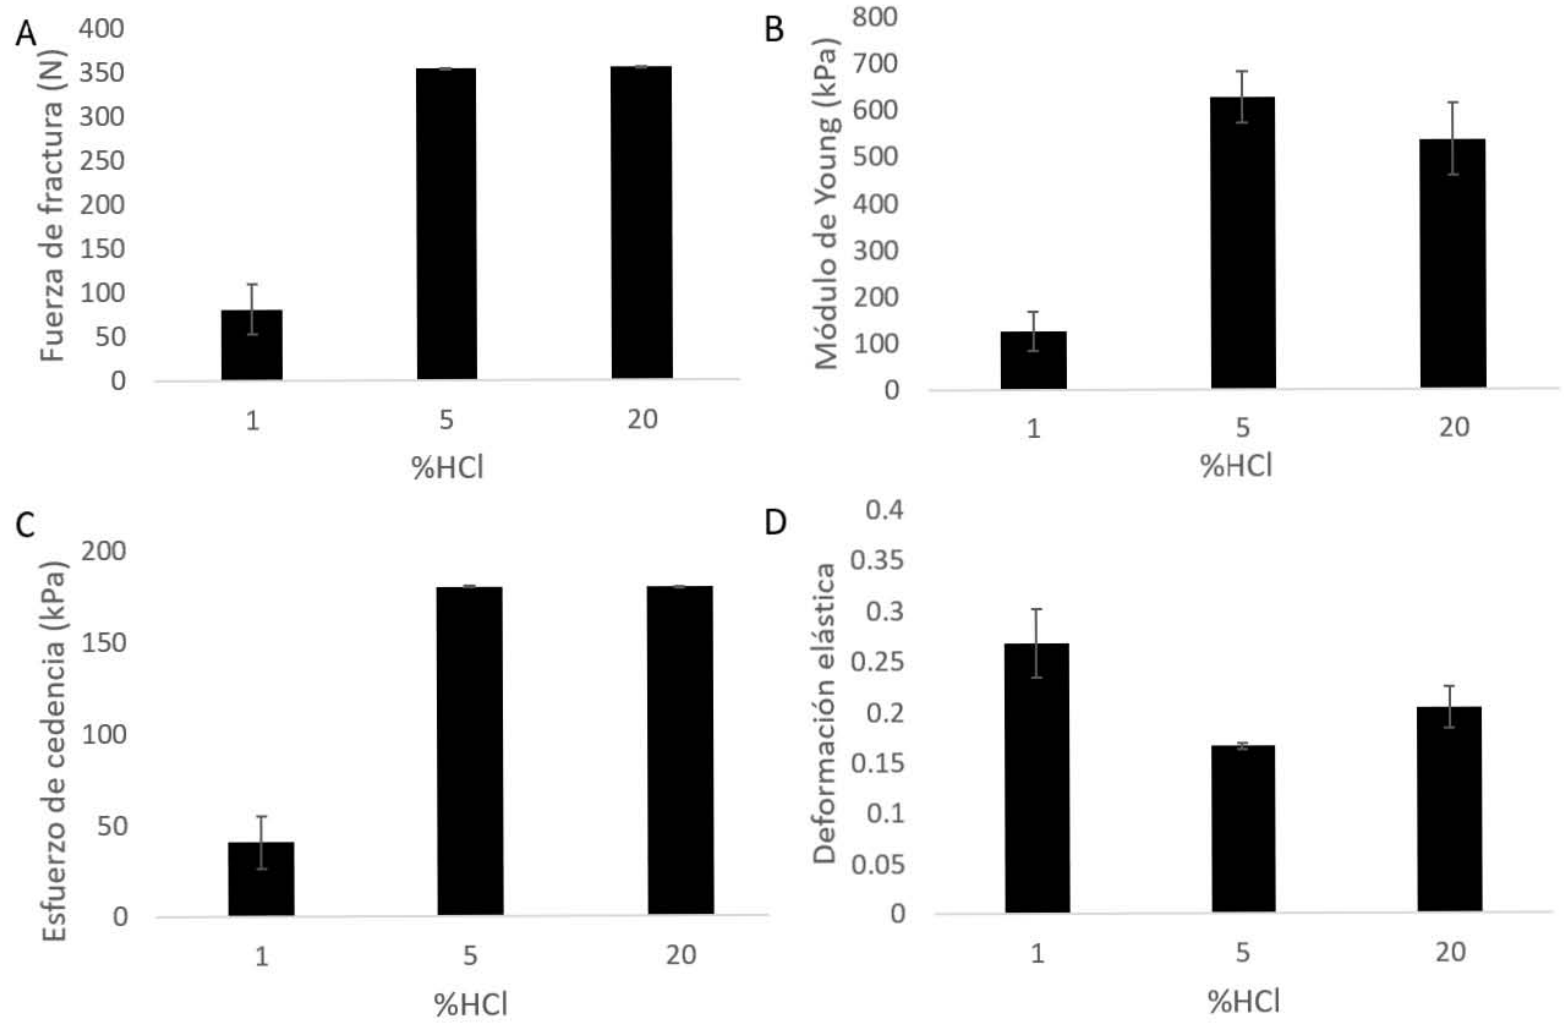 A
Fuerza de fractura (N)
400
350
300
250
200
150
100
50
0
1 5 20
%HCl
B
Módulo de Young (kPa)
800
700
600
500
400
300
200
100
0
1 5 20
%HCl
C
Esfuerzo de cedencia (kPa)
200
150
100
50
0
1 5 20
%HCl
D
Deformación elástica
0.4
0.35
0.3
0.25
0.2
0.15
0.1
0.05
0
1 5 20
%HCl